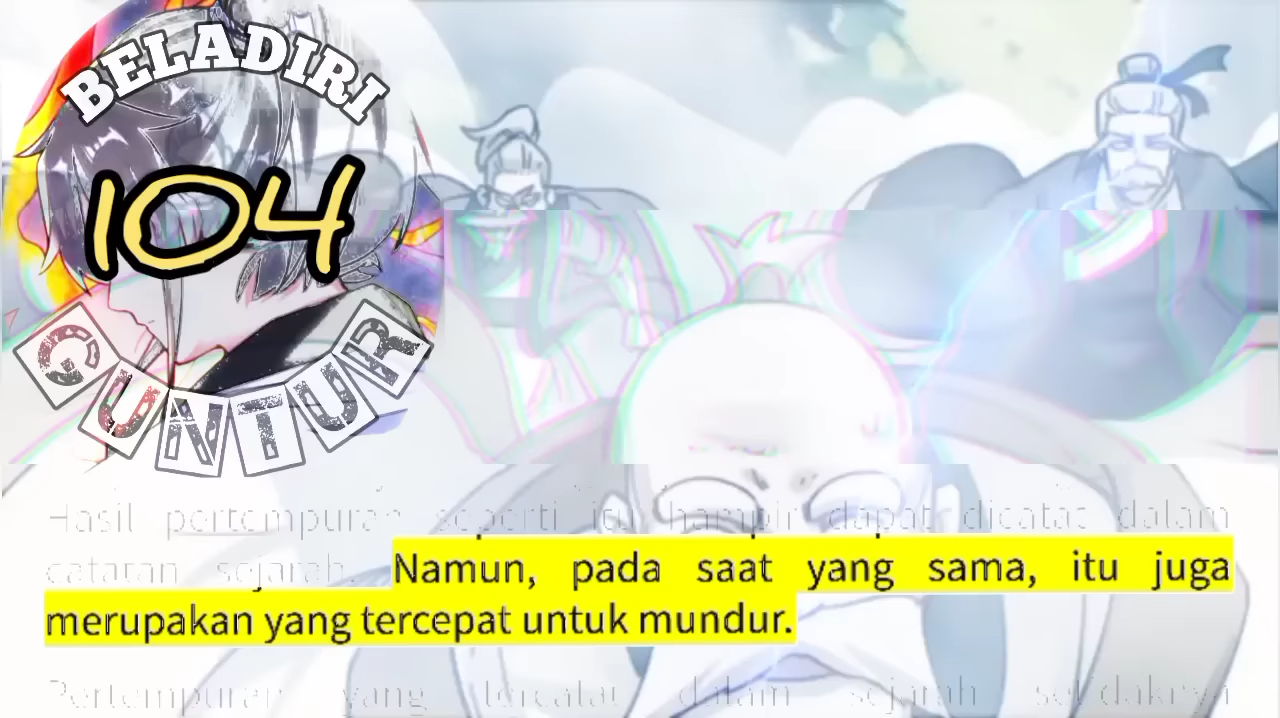 BELADIRI
104
GUNTUR
Hasil pertempuran seperti itu hampir dapat dicatat dalam
catatan sejarah. Namun, pada saat yang sama, itu juga
merupakan yang tercepat untuk mundur.
Pertempuran yang tercatat dalam sejarah setidaknya